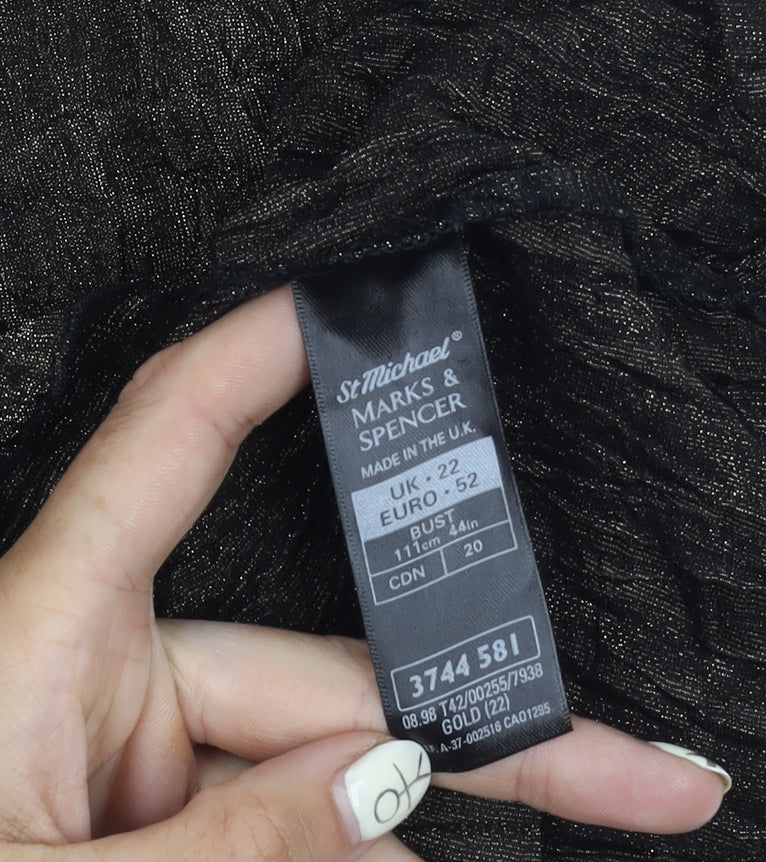 St Michael®
MARKS &
SPENCER
MADE IN THE U.K.
UK · 22
EURO · 52
BUST
111cm 44in
CDN 20
3744 581
08.98 T42/00255/7938
GOLD (22)
A-37-002516 CA01295
OK